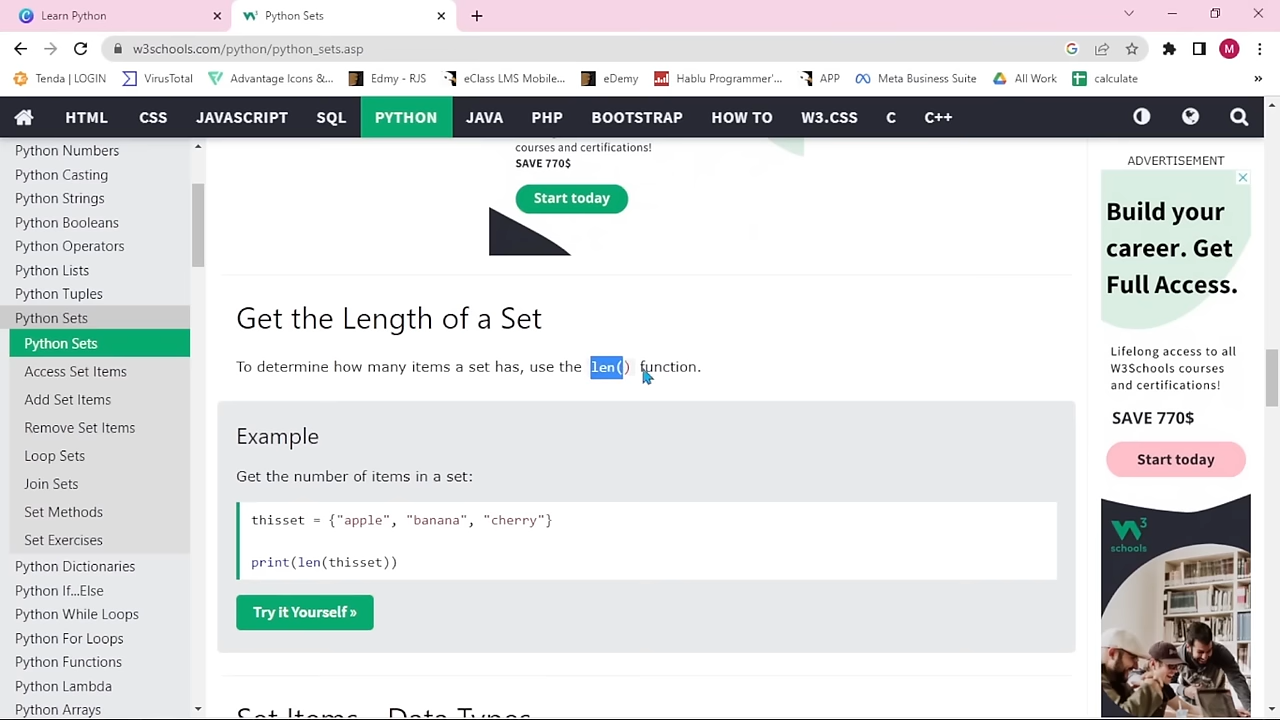 Learn Python
Python Sets
w3schools.com/python/python_sets.asp
M
Tenda | LOGIN
VirusTotal
Advantage Icons &...
Edmy - RJS
eClass LMS Mobile...
eDemy
Hablu Programmer'...
APP
Meta Business Suite
All Work
calculate
»
HTML
CSS
JAVASCRIPT
SQL
PYTHON
JAVA
PHP
BOOTSTRAP
HOW TO
W3.CSS
C
C++
Python Numbers
Python Casting
Python Strings
Python Booleans
Python Operators
Python Lists
Python Tuples
Python Sets
Python Sets
Access Set Items
Add Set Items
Remove Set Items
Loop Sets
Join Sets
Set Methods
Set Exercises
Python Dictionaries
Python If...Else
Python While Loops
Python For Loops
Python Functions
Python Lambda
Python Arrays
courses and certifications!
SAVE 770$
Start today
Get the Length of a Set
To determine how many items a set has, use the len() function.
Example
Get the number of items in a set:
thisset = {"apple", "banana", "cherry"}
print(len(thisset))
Try it Yourself »
Set Items - Data Types
ADVERTISEMENT
Build your
career. Get
Full Access.
Lifelong access to all
W3Schools courses
and certifications!
SAVE 770$
Start today
W3
schools